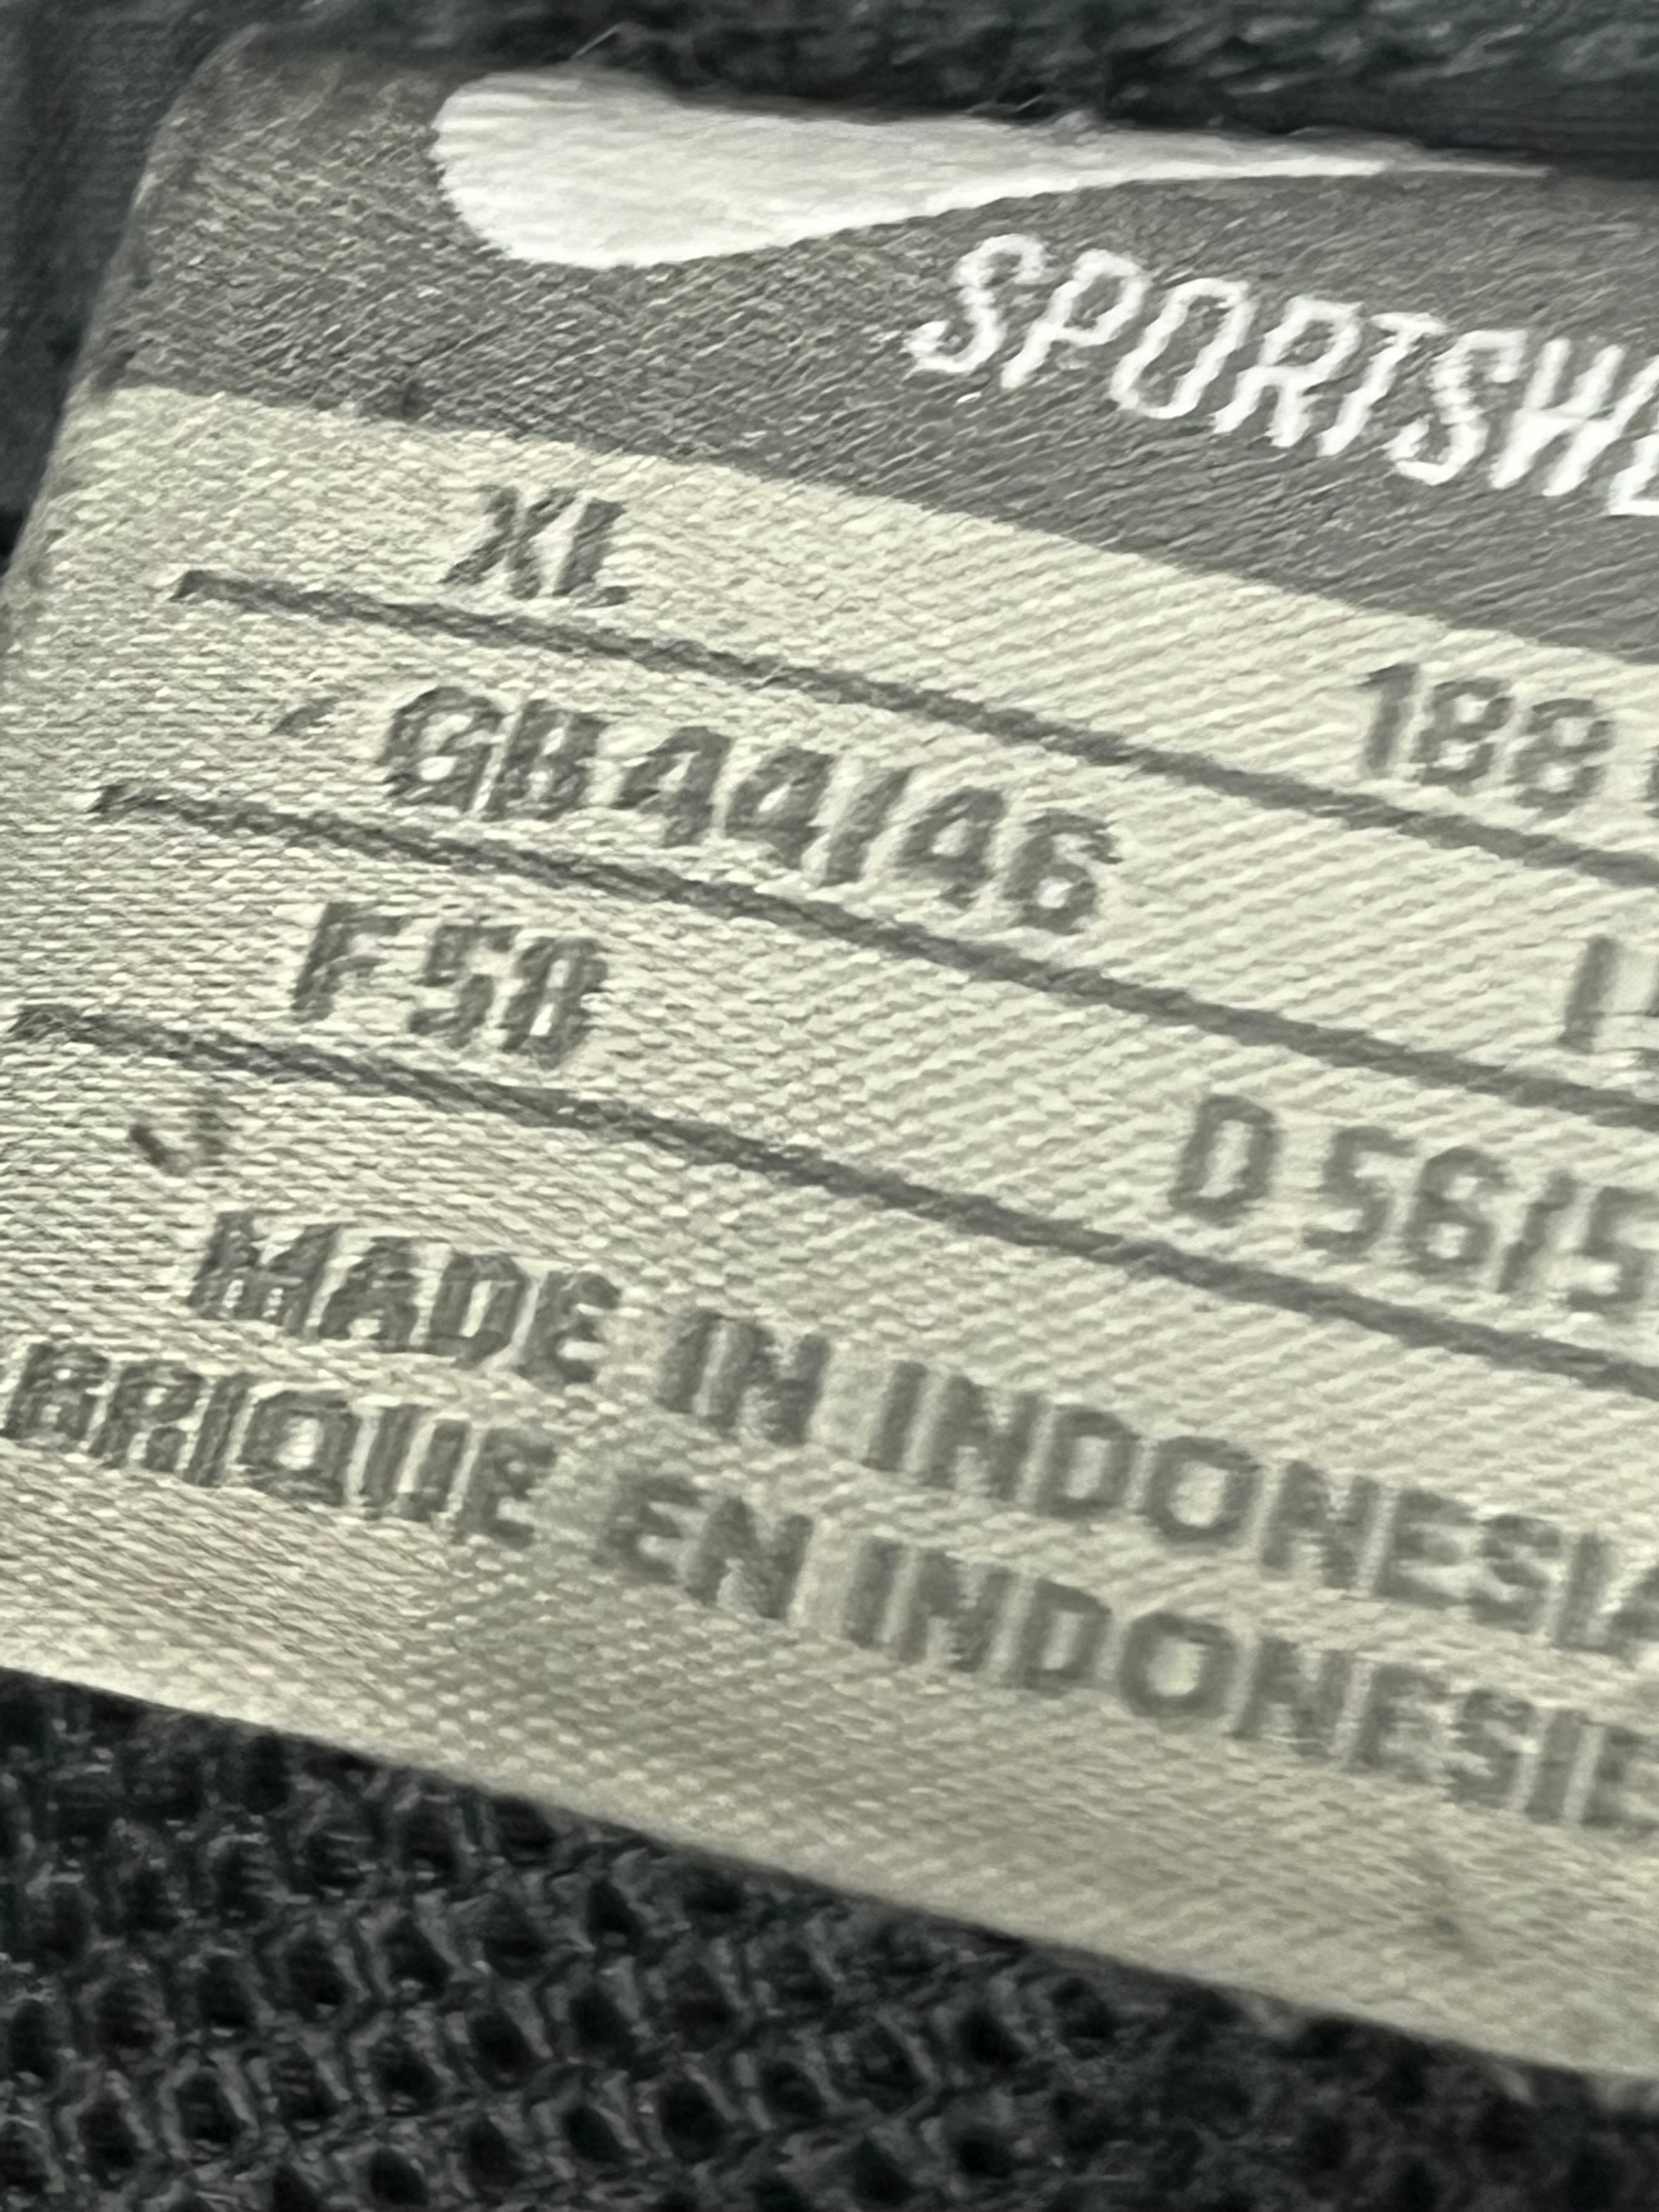 SPORTSWE
XL 188
GB 44/46
F 58 D 56/5
MADE IN INDONESIA
BRIQUE EN INDONESIE